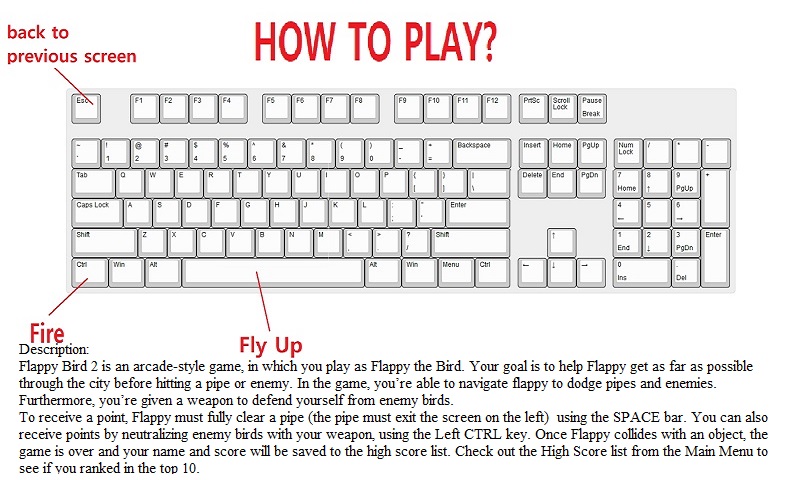 back to
previous screen
HOW TO PLAY?
Esc F1 F2 F3 F4 F5 F6 F7 F8 F9 F10 F11 F12 PrtSc Scroll Lock Pause Break
~ ` ! 1 @ 2 # 3 $ 4 % 5 ^ 6 & 7 * 8 ( 9 ) 0 _ - + = Backspace Insert Home PgUp Num Lock / * -
Tab Q W E R T Y U I O P { [ } ] | \ Delete End PgDn 7 Home 8 ↑ 9 PgUp +
Caps Lock A S D F G H J K L : ; " ' Enter 4 ← 5 6 →
Shift Z X C V B N M < , > . ? / Shift ↑ 1 End 2 ↓ 3 PgDn Enter
Ctrl Win Alt Alt Win Menu Ctrl ← ↓ → 0 Ins . Del
Fire
Fly Up
Description:
Flappy Bird 2 is an arcade-style game, in which you play as Flappy the Bird. Your goal is to help Flappy get as far as possible
through the city before hitting a pipe or enemy. In the game, you’re able to navigate flappy to dodge pipes and enemies.
Furthermore, you’re given a weapon to defend yourself from enemy birds.
To receive a point, Flappy must fully clear a pipe (the pipe must exit the screen on the left) using the SPACE bar. You can also
receive points by neutralizing enemy birds with your weapon, using the Left CTRL key. Once Flappy collides with an object, the
game is over and your name and score will be saved to the high score list. Check out the High Score list from the Main Menu to
see if you ranked in the top 10.